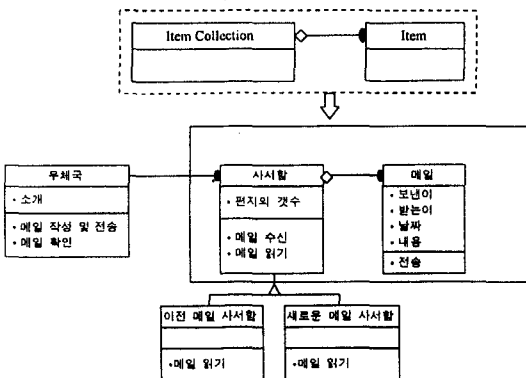 Item Collection
Item
우체국
• 소개
• 메일 작성 및 전송
• 메일 확인
사서함
• 편지의 갯수
• 메일 수신
• 메일 읽기
메일
• 보낸이
• 받는이
• 날짜
• 내용
• 전송
이전 메일 사서함
• 메일 읽기
새로운 메일 사서함
• 메일 읽기